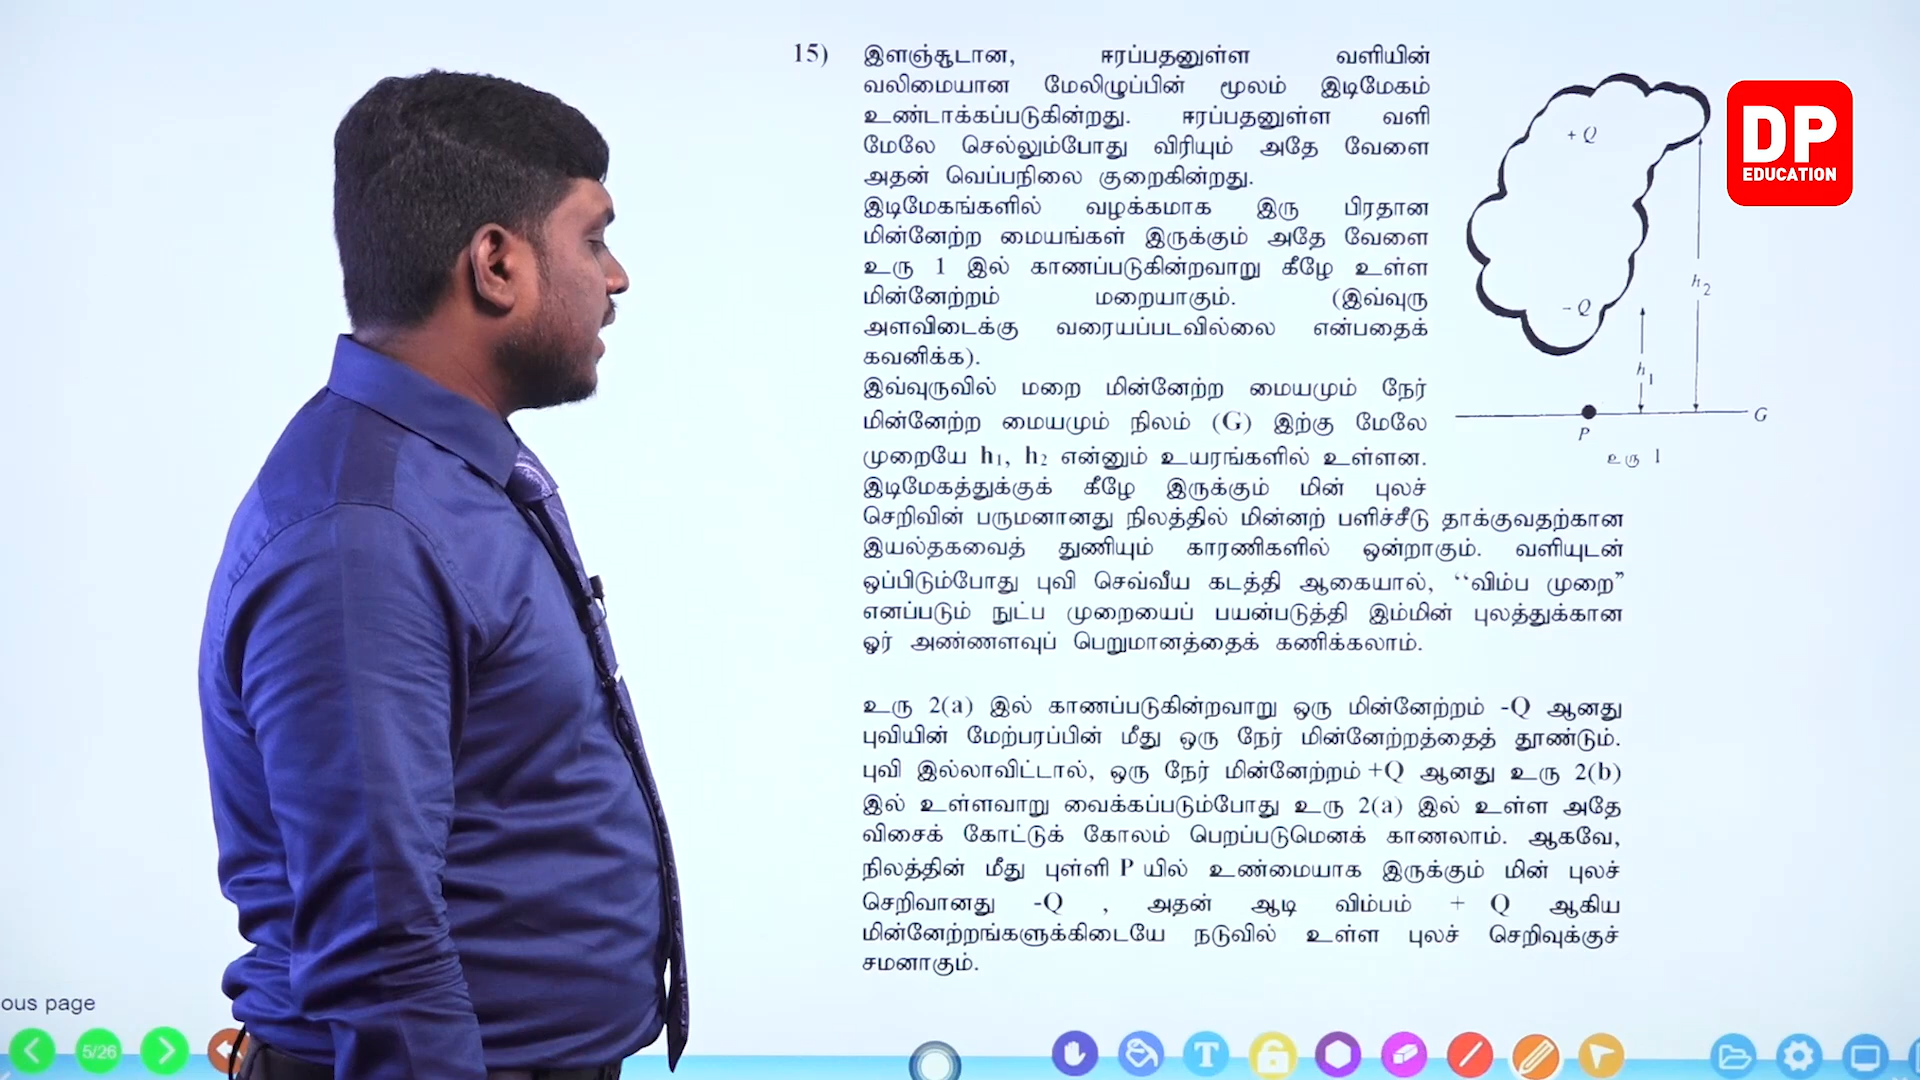 15) இளஞ்சூடான, ஈரப்பதனுள்ள வளியின்
வலிமையான மேலிழுப்பின் மூலம் இடிமேகம்
உண்டாக்கப்படுகின்றது. ஈரப்பதனுள்ள வளி
மேலே செல்லும்போது விரியும் அதே வேளை
அதன் வெப்பநிலை குறைகின்றது.
இடிமேகங்களில் வழக்கமாக இரு பிரதான
மின்னேற்ற மையங்கள் இருக்கும் அதே வேளை
உரு 1 இல் காணப்படுகின்றவாறு கீழே உள்ள
மின்னேற்றம் மறையாகும். (இவ்வுரு
அளவிடைக்கு வரையப்படவில்லை என்பதைக்
கவனிக்க).
இவ்வுருவில் மறை மின்னேற்ற மையமும் நேர்
மின்னேற்ற மையமும் நிலம் (G) இற்கு மேலே
முறையே h₁, h₂ என்னும் உயரங்களில் உள்ளன.
இடிமேகத்துக்குக் கீழே இருக்கும் மின் புலச்
செறிவின் பருமனானது நிலத்தில் மின்னற் பளிச்சீடு தாக்குவதற்கான
இயல்தகவைத் துணியும் காரணிகளில் ஒன்றாகும். வளியுடன்
ஒப்பிடும்போது புவி செவ்வீய கடத்தி ஆகையால், ‘‘விம்ப முறை”
எனப்படும் நுட்ப முறையைப் பயன்படுத்தி இம்மின் புலத்துக்கான
ஓர் அண்ணளவுப் பெறுமானத்தைக் கணிக்கலாம்.
உரு 2(a) இல் காணப்படுகின்றவாறு ஒரு மின்னேற்றம் -Q ஆனது
புவியின் மேற்பரப்பின் மீது ஒரு நேர் மின்னேற்றத்தைத் தூண்டும்.
புவி இல்லாவிட்டால், ஒரு நேர் மின்னேற்றம் +Q ஆனது உரு 2(b)
இல் உள்ளவாறு வைக்கப்படும்போது உரு 2(a) இல் உள்ள அதே
விசைக் கோட்டுக் கோலம் பெறப்படுமெனக் காணலாம். ஆகவே,
நிலத்தின் மீது புள்ளி P யில் உண்மையாக இருக்கும் மின் புலச்
செறிவானது -Q , அதன் ஆடி விம்பம் + Q ஆகிய
மின்னேற்றங்களுக்கிடையே நடுவில் உள்ள புலச் செறிவுக்குச்
சமனாகும்.
+ Q
- Q
h₂
h₁
G
P
உரு 1
DP
EDUCATION
ous page
5/26
T